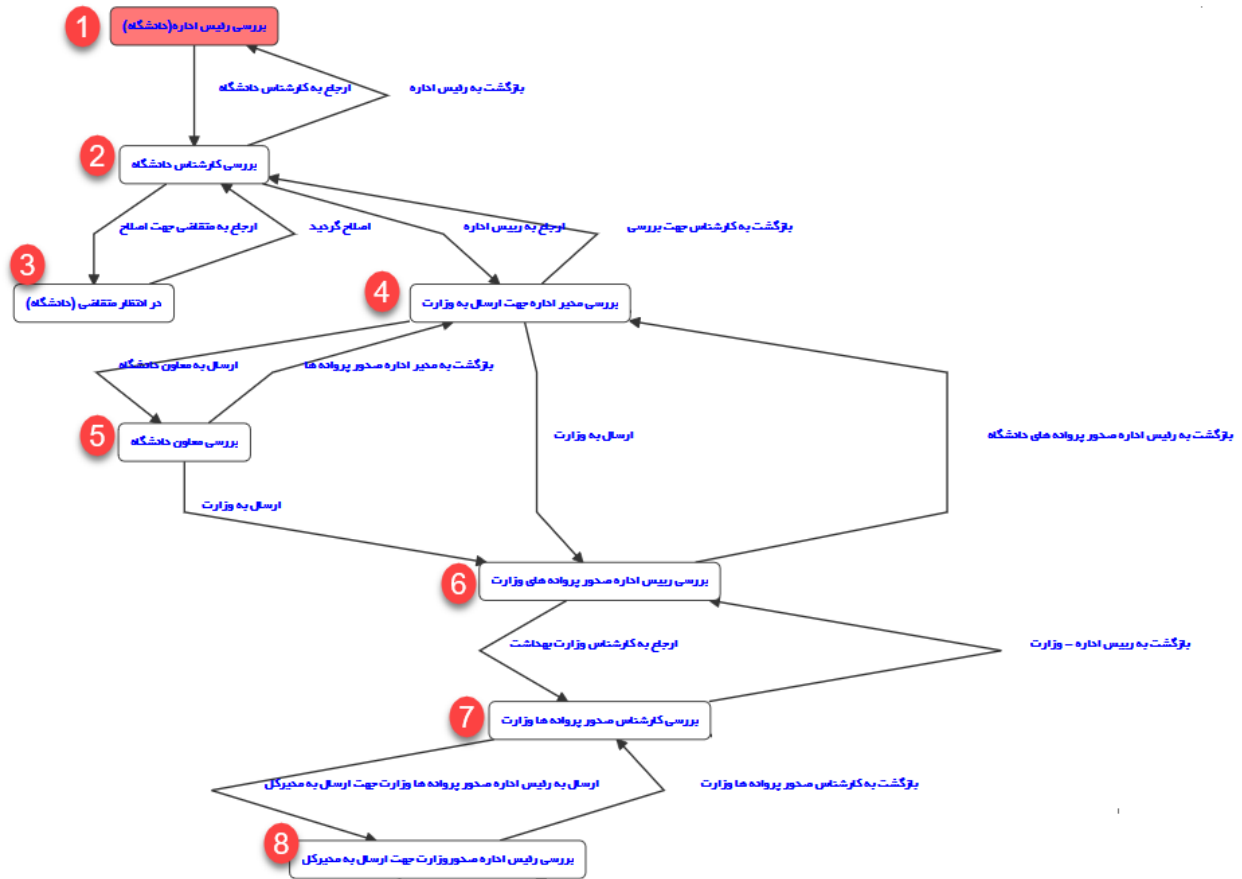 1
بررسی رئیس اداره(دانشگاه)
ارجاع به کارشناس دانشگاه
بازگشت به رئیس اداره
2
بررسی کارشناس دانشگاه
ارجاع به متقاضی جهت اصلاح
اصلاح گردید
ارجاع به رییس اداره
بازگشت به کارشناس جهت بررسی
3
در انتظار متقاضی (دانشگاه)
4
بررسی مدیر اداره جهت ارسال به وزارت
ارسال به معاون دانشگاه
بازگشت به مدیر اداره صدور پروانه ها
5
بررسی معاون دانشگاه
ارسال به وزارت
بازگشت به رئیس اداره صدور پروانه های دانشگاه
ارسال به وزارت
6
بررسی رییس اداره صدور پروانه های وزارت
ارجاع به کارشناس وزارت بهداشت
بازگشت به رییس اداره - وزارت
7
بررسی کارشناس صدور پروانه ها وزارت
ارسال به رئیس اداره صدور پروانه ها وزارت جهت ارسال به مدیرکل
بازگشت به کارشناس صدور پروانه ها وزارت
8
بررسی رئیس اداره صدوروزارت جهت ارسال به مدیرکل